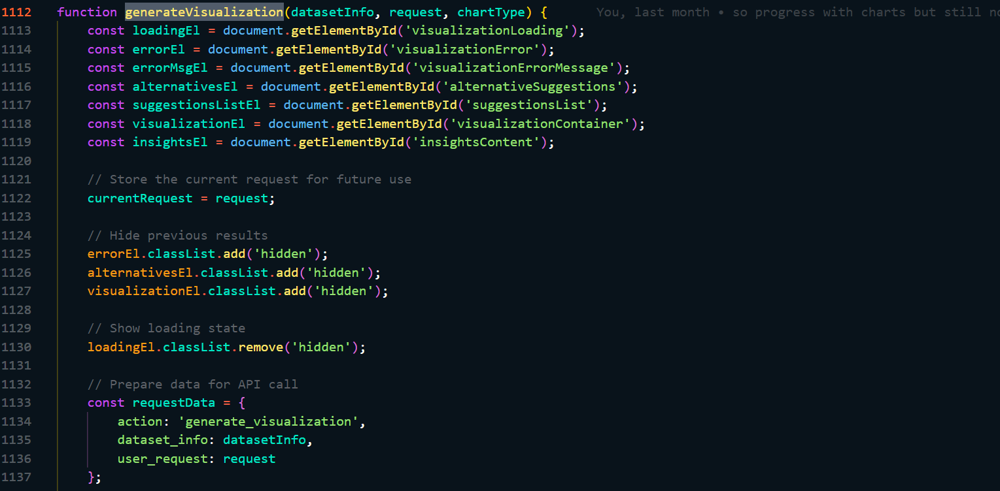 1112 function generateVisualization(datasetInfo, request, chartType) { You, last month • so progress with charts but still
1113 const loadingEl = document.getElementById('visualizationLoading');
1114 const errorEl = document.getElementById('visualizationError');
1115 const errorMsgEl = document.getElementById('visualizationErrorMessage');
1116 const alternativesEl = document.getElementById('alternativeSuggestions');
1117 const suggestionsListEl = document.getElementById('suggestionsList');
1118 const visualizationEl = document.getElementById('visualizationContainer');
1119 const insightsEl = document.getElementById('insightsContent');
1120
1121 // Store the current request for future use
1122 currentRequest = request;
1123
1124 // Hide previous results
1125 errorEl.classList.add('hidden');
1126 alternativesEl.classList.add('hidden');
1127 visualizationEl.classList.add('hidden');
1128
1129 // Show loading state
1130 loadingEl.classList.remove('hidden');
1131
1132 // Prepare data for API call
1133 const requestData = {
1134 action: 'generate_visualization',
1135 dataset_info: datasetInfo,
1136 user_request: request
1137 };